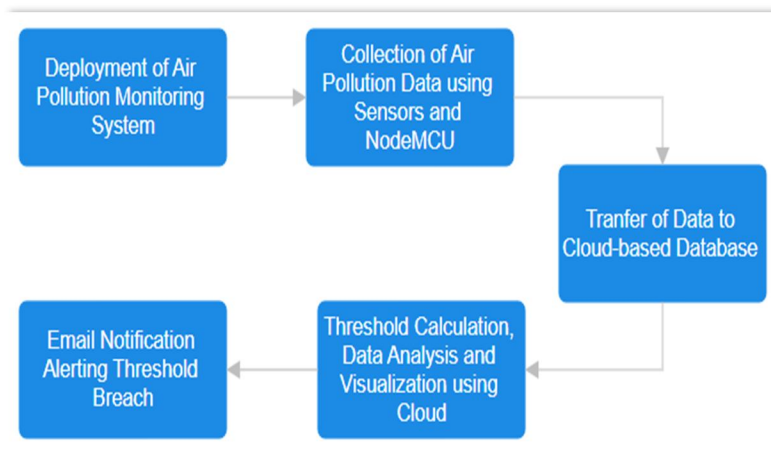 Deployment of Air
Pollution Monitoring
System
Collection of Air
Pollution Data using
Sensors and
NodeMCU
Tranfer of Data to
Cloud-based Database
Threshold Calculation,
Data Analysis and
Visualization using
Cloud
Email Notification
Alerting Threshold
Breach